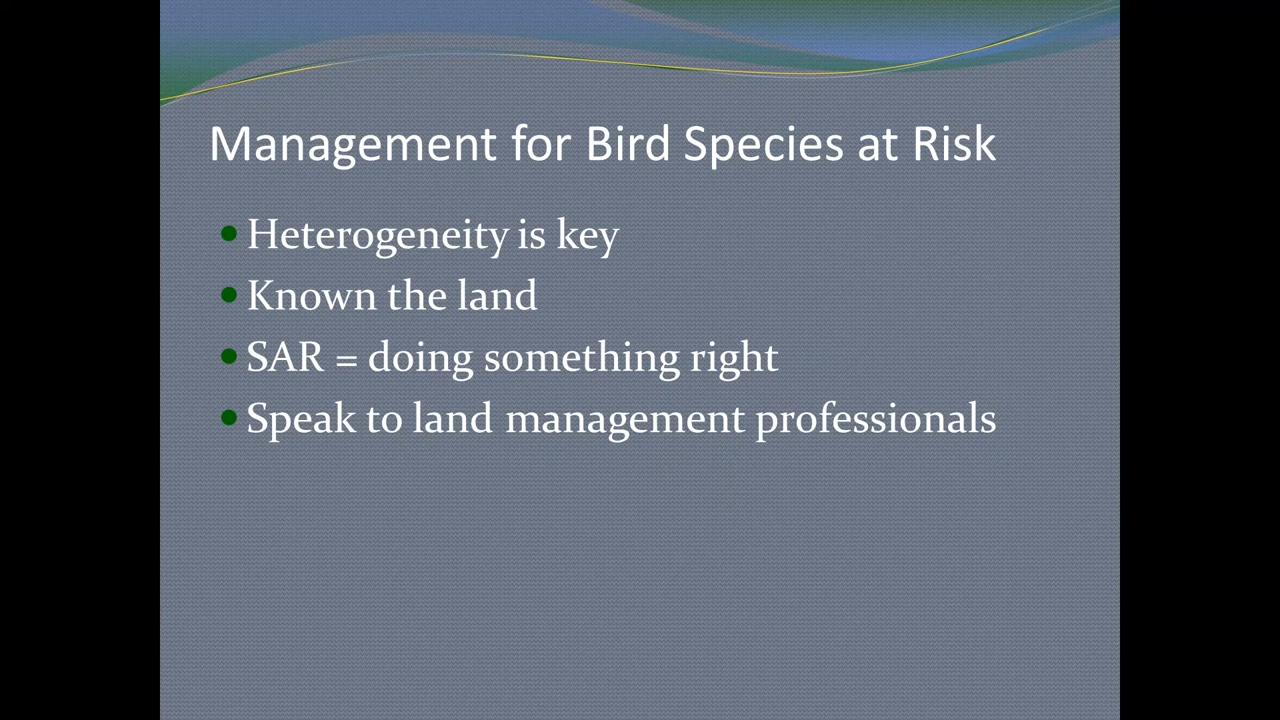 Management for Bird Species at Risk
• Heterogeneity is key
• Known the land
• SAR = doing something right
• Speak to land management professionals